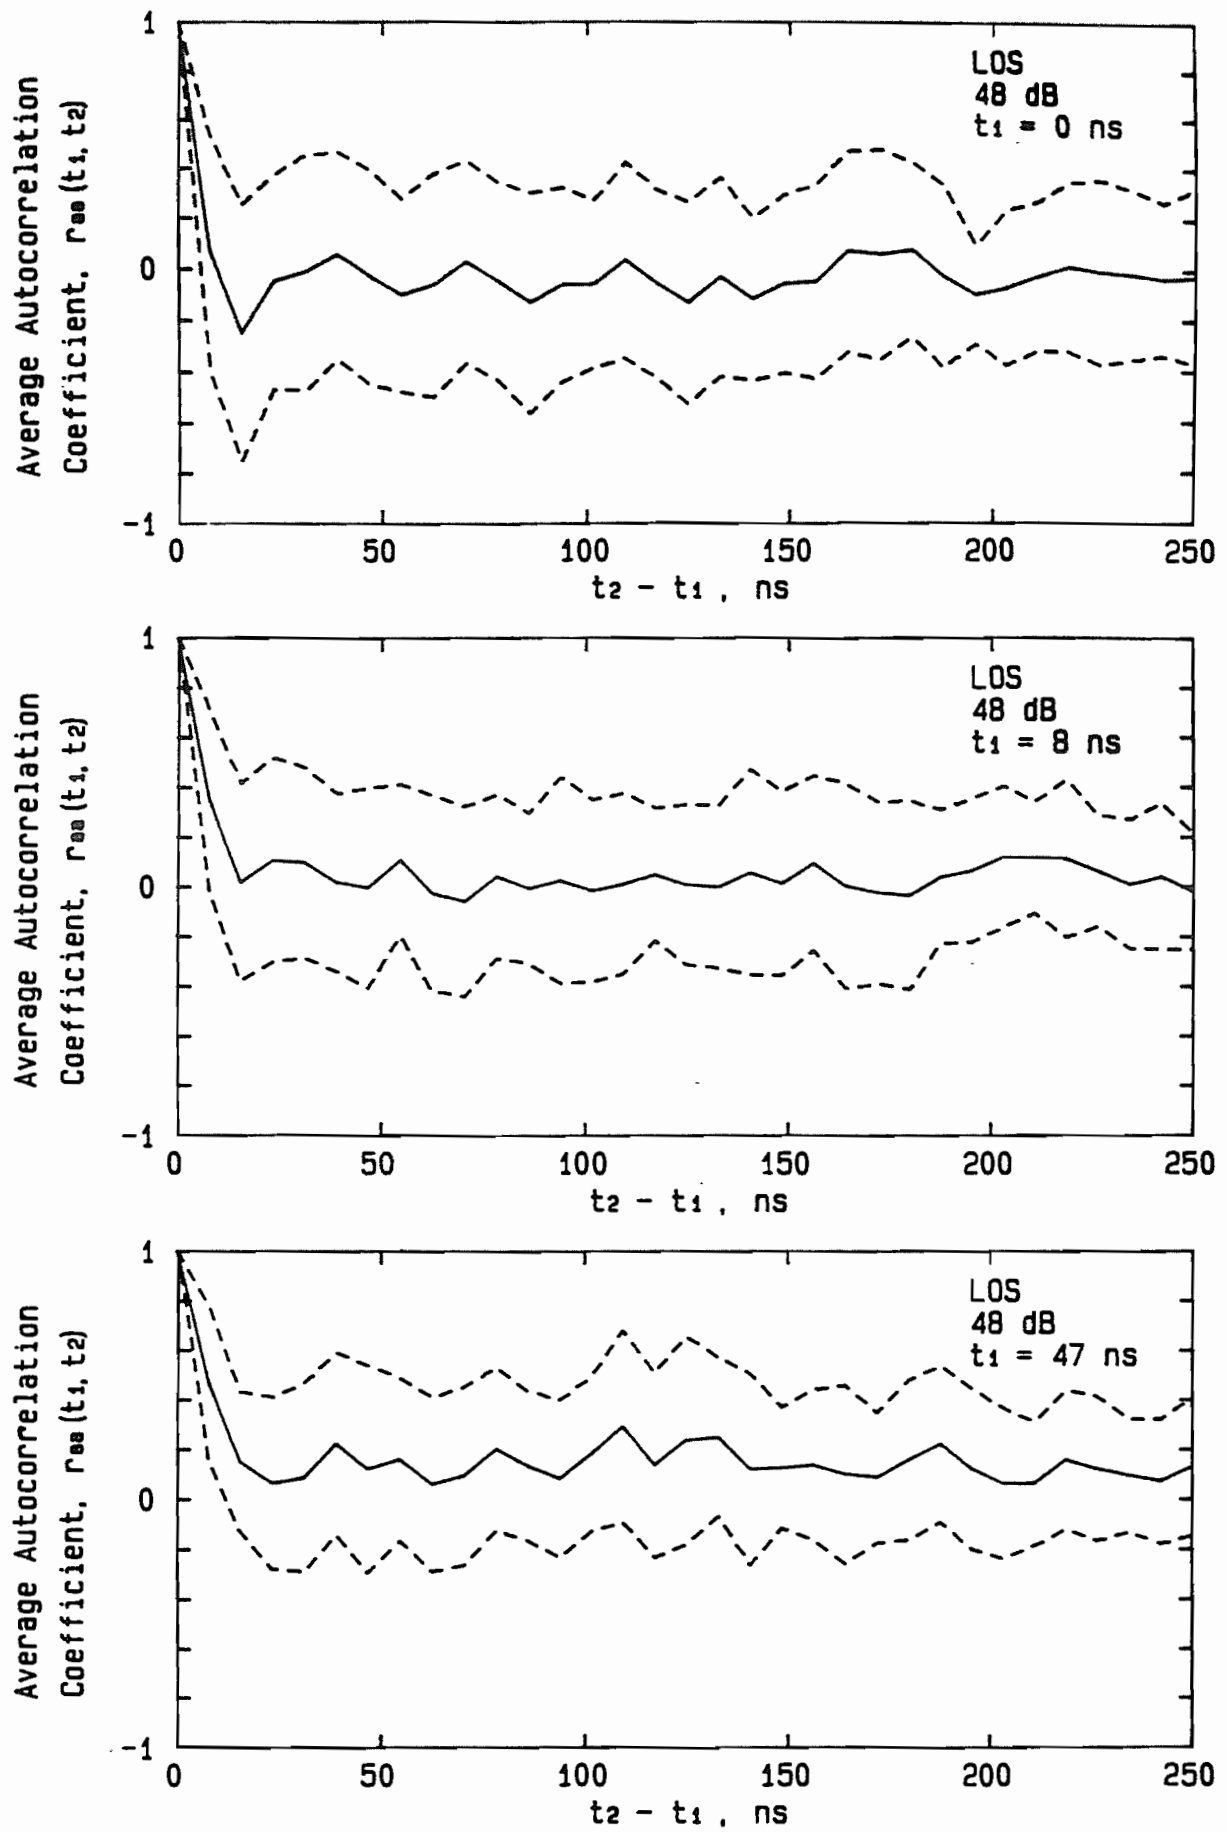 1
0
-1
Average Autocorrelation
Coefficient, raa(t1,t2)
LOS
48 dB
t1 = 0 ns
0 50 100 150 200 250
t2 - t1 , ns
1
0
-1
Average Autocorrelation
Coefficient, raa(t1,t2)
LOS
48 dB
t1 = 8 ns
0 50 100 150 200 250
t2 - t1 , ns
1
0
-1
Average Autocorrelation
Coefficient, raa(t1,t2)
LOS
48 dB
t1 = 47 ns
0 50 100 150 200 250
t2 - t1 , ns